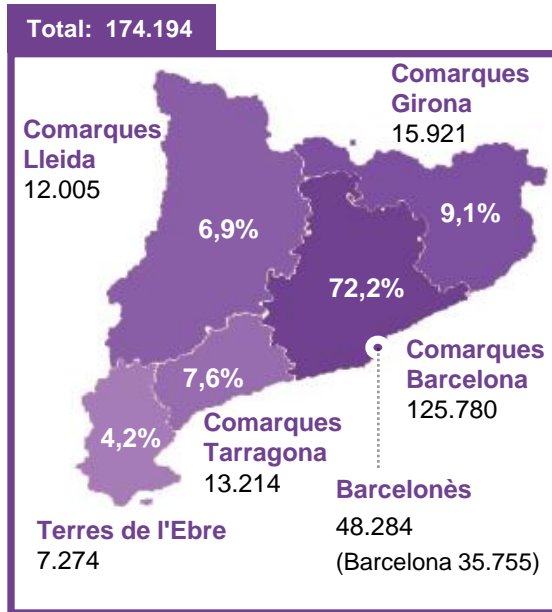 Total: 174.194
Comarques
Girona
15.921
Comarques
Lleida
12.005
6,9%
9,1%
72,2%
Comarques
Barcelona
125.780
7,6%
4,2%
Comarques
Tarragona
13.214
Barcelonès
48.284
(Barcelona 35.755)
Terres de l'Ebre
7.274